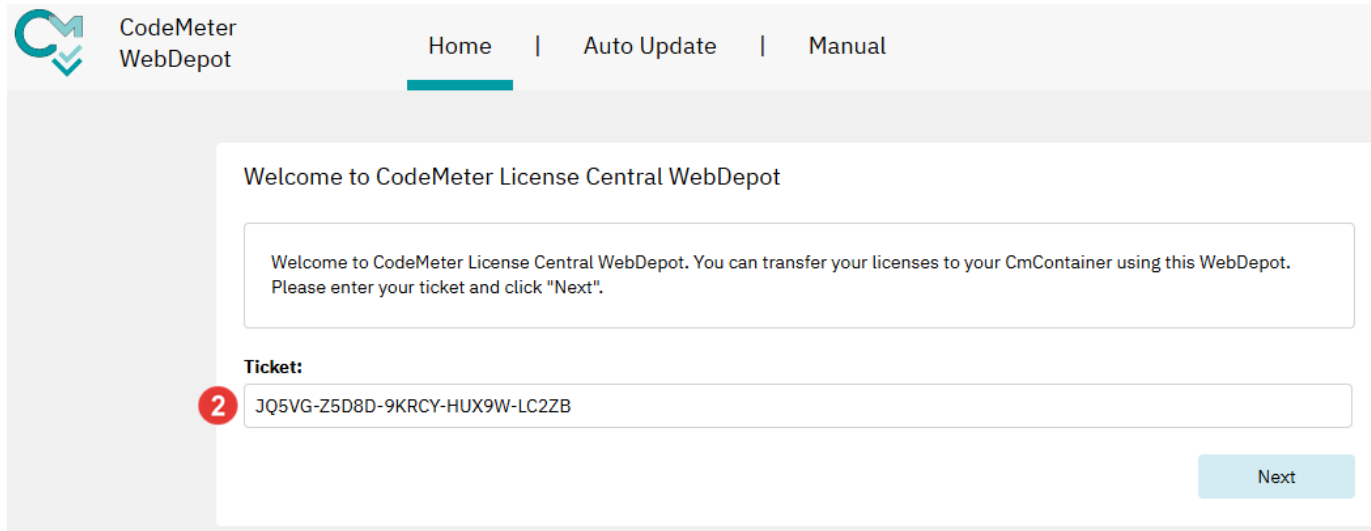 CodeMeter
WebDepot
Home | Auto Update | Manual
Welcome to CodeMeter License Central WebDepot
Welcome to CodeMeter License Central WebDepot. You can transfer your licenses to your CmContainer using this WebDepot.
Please enter your ticket and click "Next".
Ticket:
2 JQ5VG-Z5D8D-9KRCY-HUX9W-LC2ZB
Next